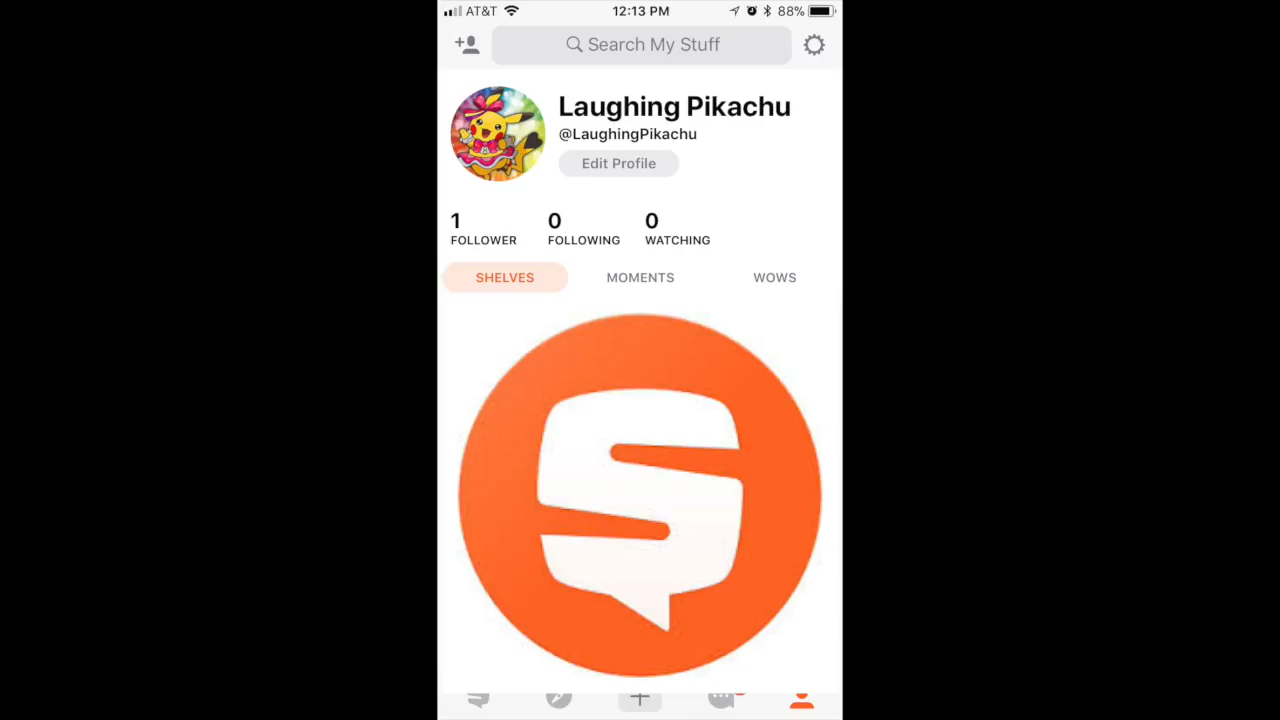 AT&T 12:13 PM 88%
Search My Stuff
Laughing Pikachu
@LaughingPikachu
Edit Profile
1 0 0
FOLLOWER FOLLOWING WATCHING
SHELVES MOMENTS WOWS
S